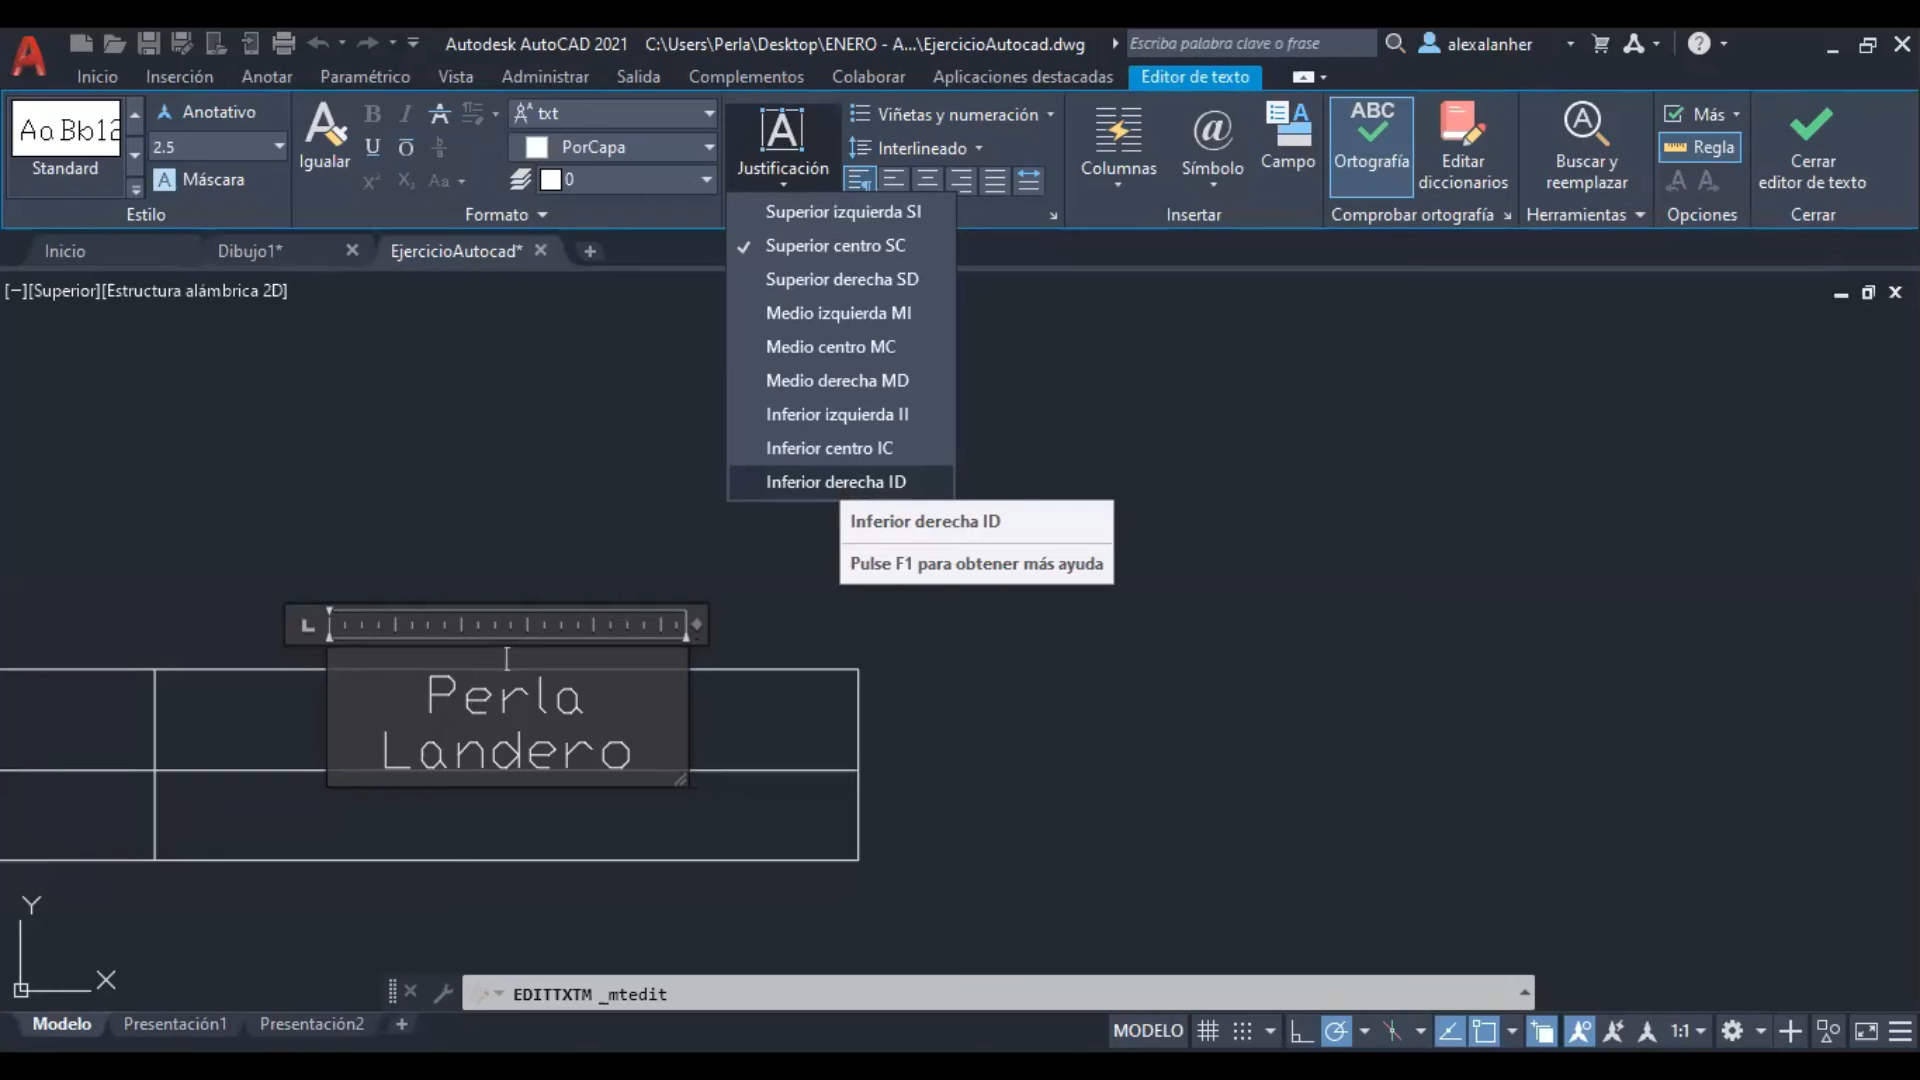 Autodesk AutoCAD 2021 C:\Users\Perla\Desktop\ENERO - A...\EjercicioAutocad.dwg
Escriba palabra clave o frase
alexalanher
Inicio Inserción Anotar Paramétrico Vista Administrar Salida Complementos Colaborar Aplicaciones destacadas Editor de texto
AaBb12
Standard
Anotativo
2.5
Máscara
Estilo
Igualar
txt
PorCapa
0
Formato
Justificación
Viñetas y numeración
Interlineado
Columnas
Símbolo
Campo
Insertar
ABC
Ortografía
Editar
diccionarios
Comprobar ortografía
Buscar y
reemplazar
Herramientas
Más
Regla
Opciones
Cerrar
editor de texto
Cerrar
Superior izquierda SI
Superior centro SC
Superior derecha SD
Medio izquierda MI
Medio centro MC
Medio derecha MD
Inferior izquierda II
Inferior centro IC
Inferior derecha ID
Inferior derecha ID
Pulse F1 para obtener más ayuda
Inicio Dibujo1* EjercicioAutocad*
[−][Superior][Estructura alámbrica 2D]
Perla
Landero
Y
X
EDITTXTM _mtedit
Modelo Presentación1 Presentación2 +
MODELO 1:1